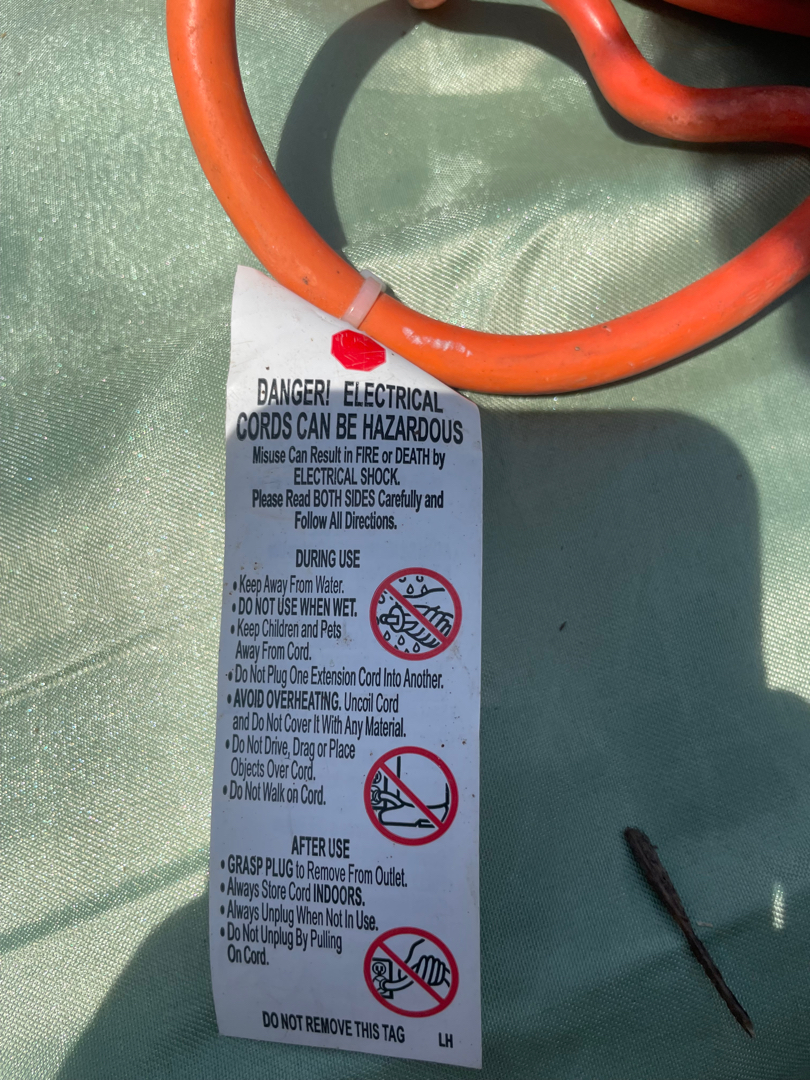 DANGER! ELECTRICAL
CORDS CAN BE HAZARDOUS
Misuse Can Result in FIRE or DEATH by
ELECTRICAL SHOCK.
Please Read BOTH SIDES Carefully and
Follow All Directions.
DURING USE
• Keep Away From Water.
• DO NOT USE WHEN WET.
• Keep Children and Pets
Away From Cord.
• Do Not Plug One Extension Cord Into Another.
• AVOID OVERHEATING. Uncoil Cord
and Do Not Cover It With Any Material.
• Do Not Drive, Drag or Place
Objects Over Cord.
• Do Not Walk on Cord.
AFTER USE
• GRASP PLUG to Remove From Outlet.
• Always Store Cord INDOORS.
• Always Unplug When Not In Use.
• Do Not Unplug By Pulling
On Cord.
DO NOT REMOVE THIS TAG LH